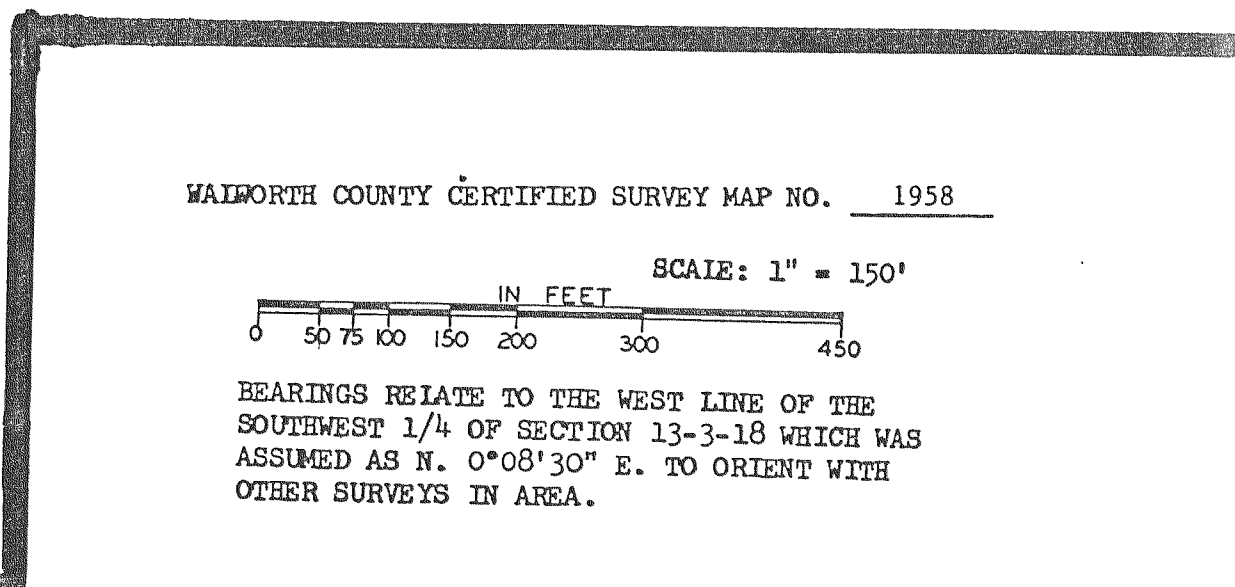 WALWORTH COUNTY CERTIFIED SURVEY MAP NO. 1958
SCALE: 1" = 150'
IN FEET
0 50 75 100 150 200 300 450
BEARINGS RELATE TO THE WEST LINE OF THE
SOUTHWEST 1/4 OF SECTION 13-3-18 WHICH WAS
ASSUMED AS N. 0°08'30" E. TO ORIENT WITH
OTHER SURVEYS IN AREA.